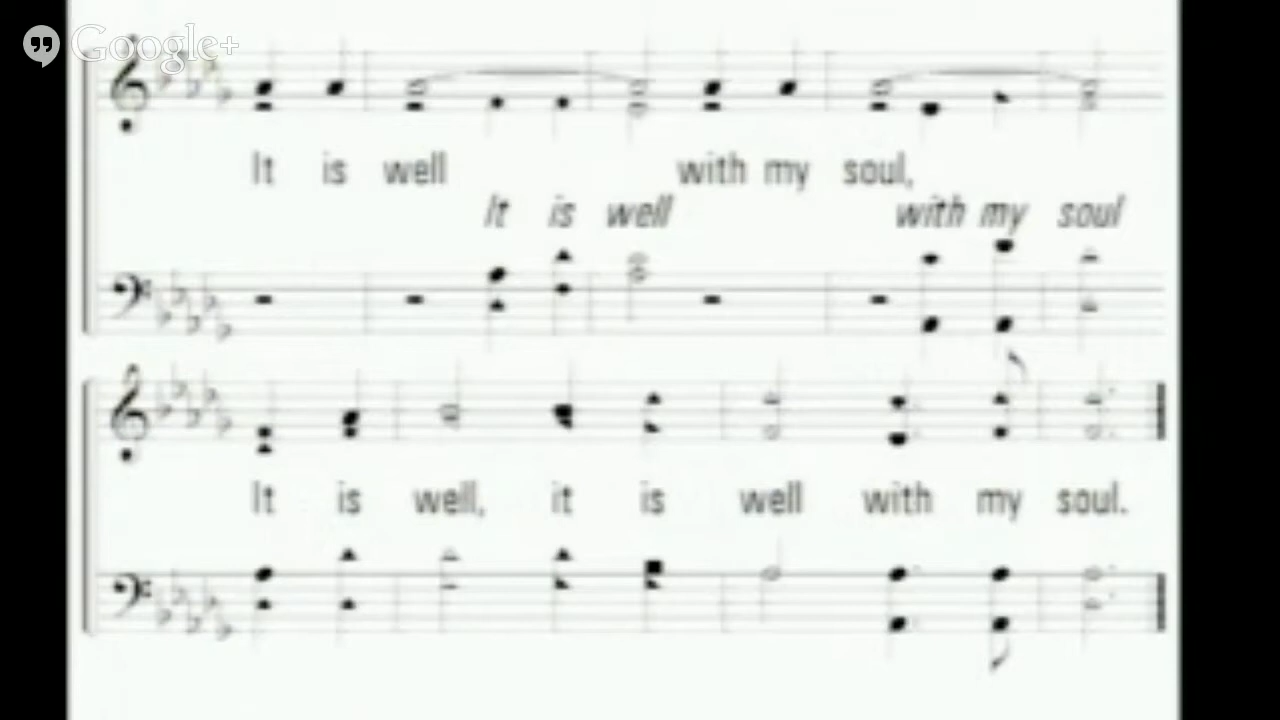 Google+
It is well with my soul,
It is well with my soul
It is well, it is well with my soul.